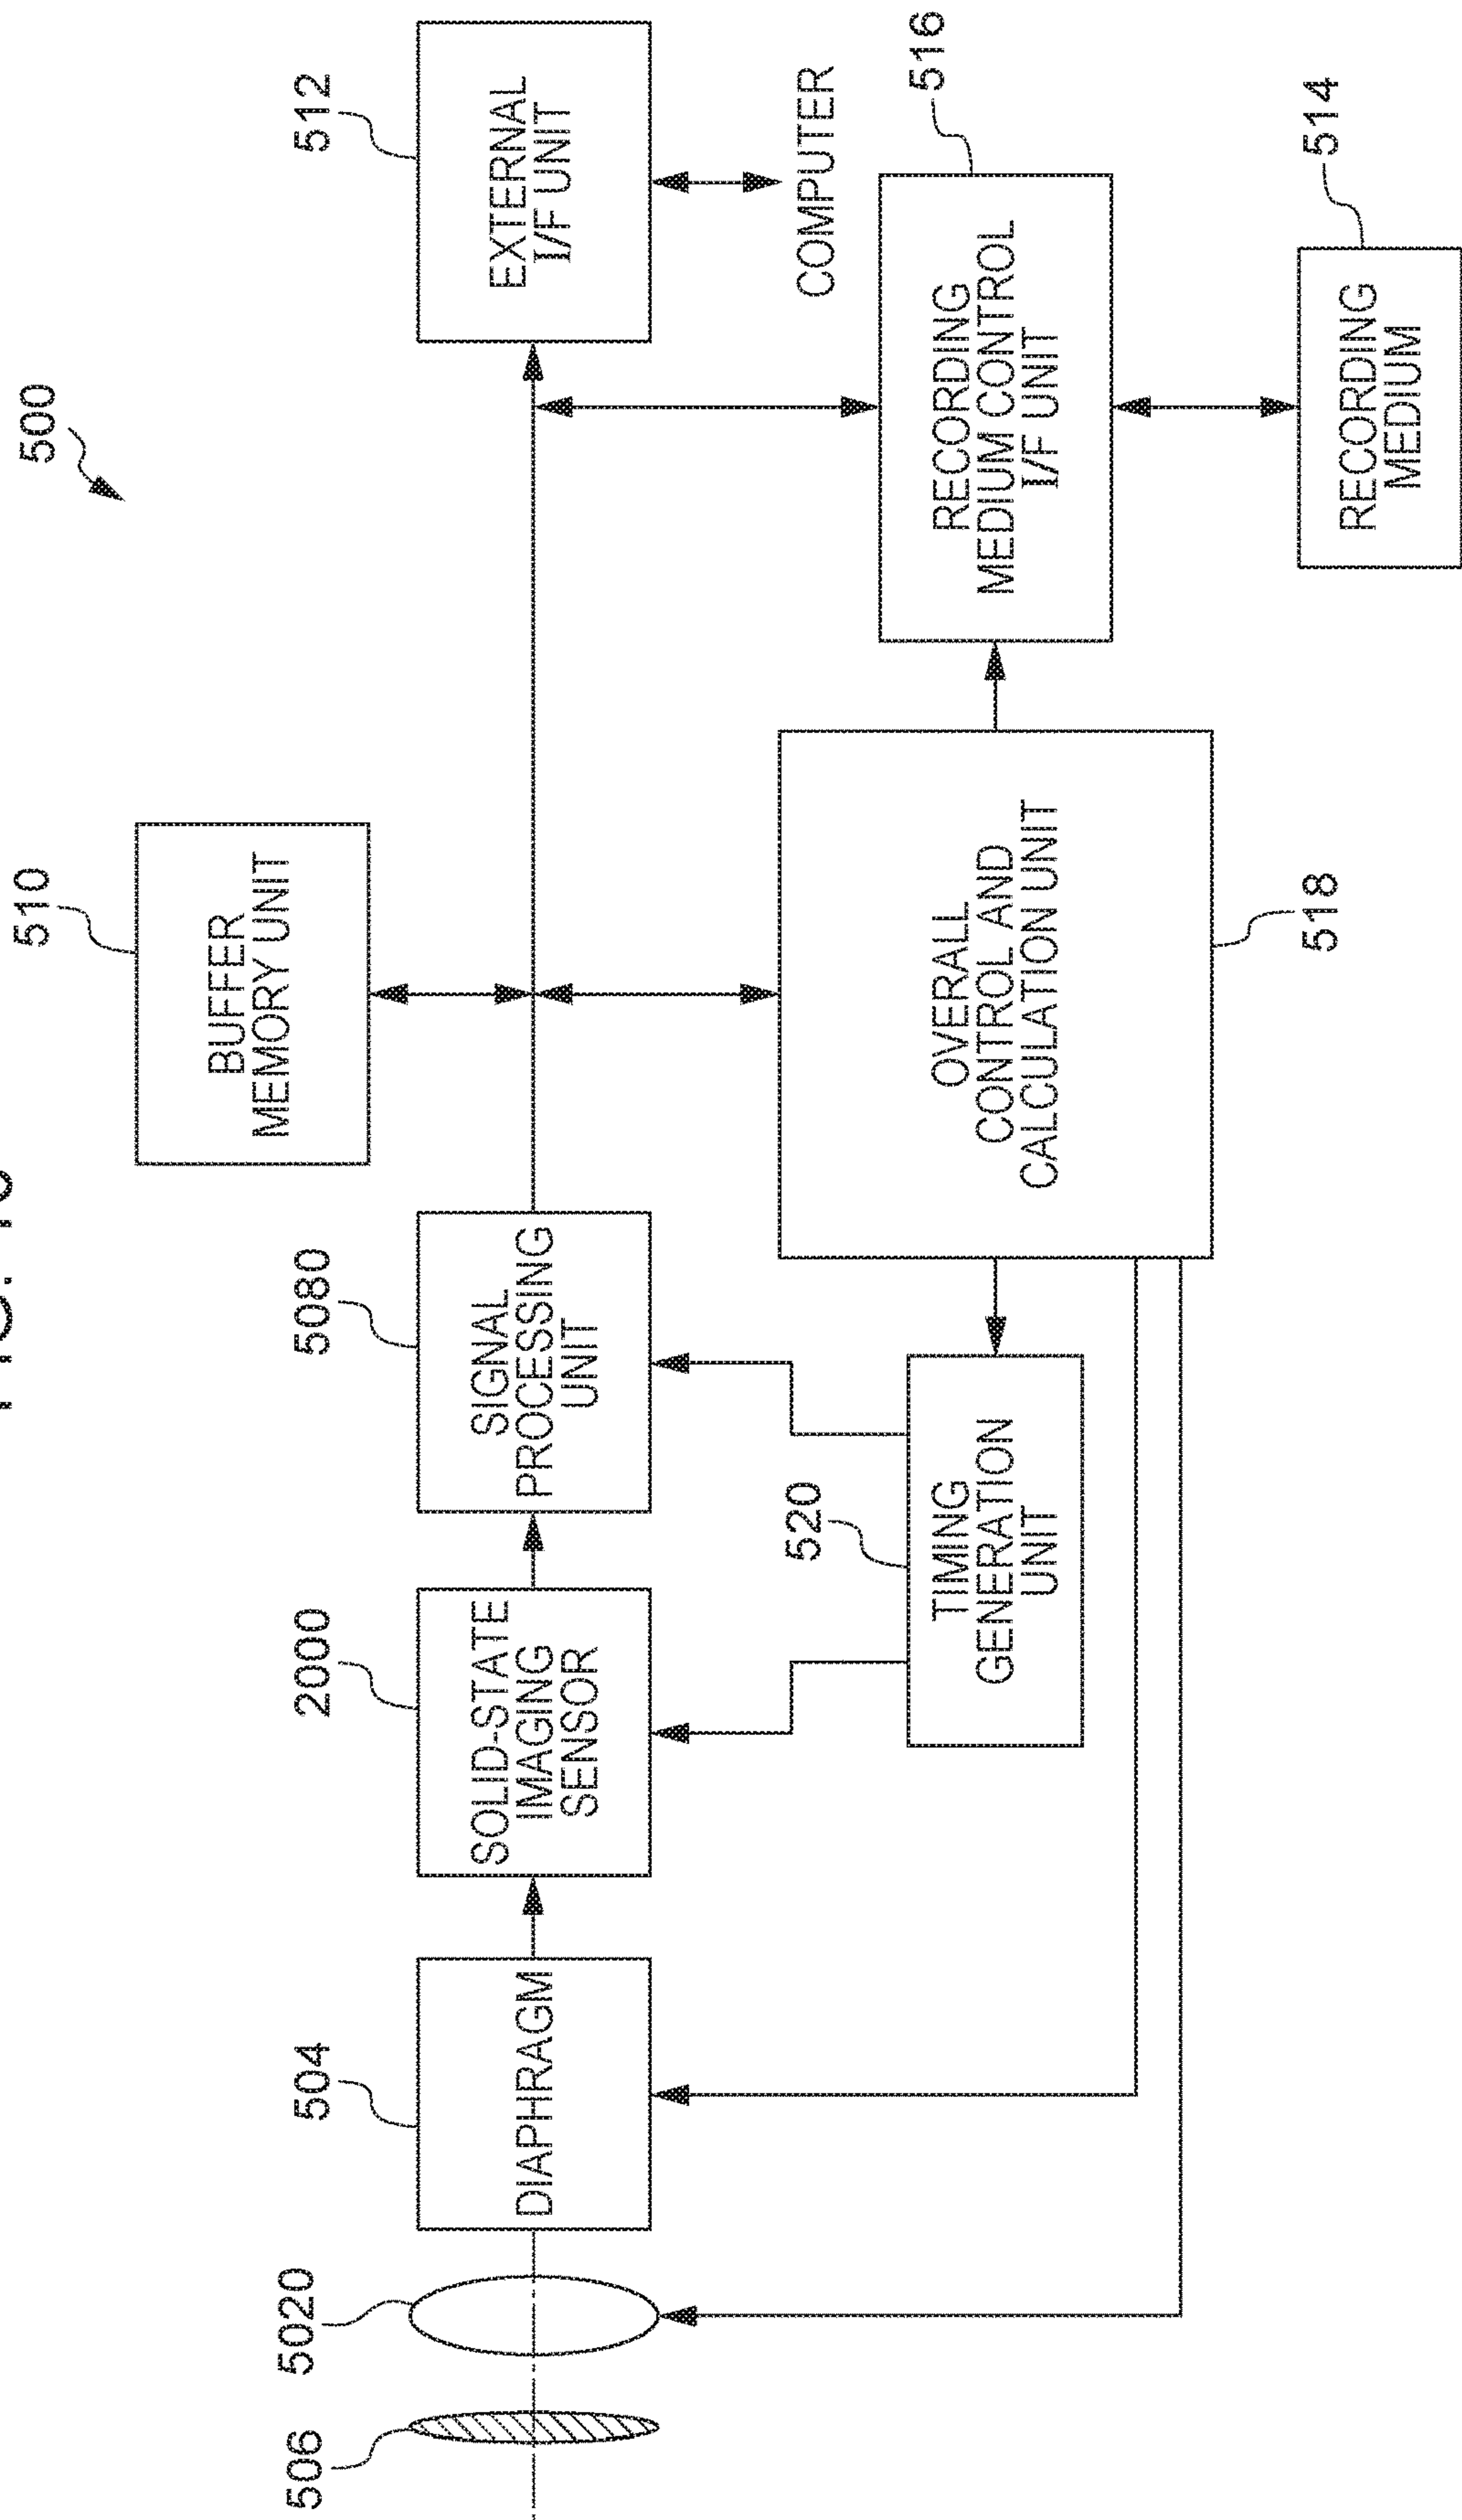 500
510
BUFFER
MEMORY UNIT
506
5020
504
DIAPHRAGM
2000
SOLID-STATE
IMAGING
SENSOR
5080
SIGNAL
PROCESSING
UNIT
512
EXTERNAL
I/F UNIT
COMPUTER
520
TIMING
GENERATION
UNIT
OVERALL
CONTROL AND
CALCULATION UNIT
518
516
RECORDING
MEDIUM CONTROL
I/F UNIT
514
RECORDING
MEDIUM